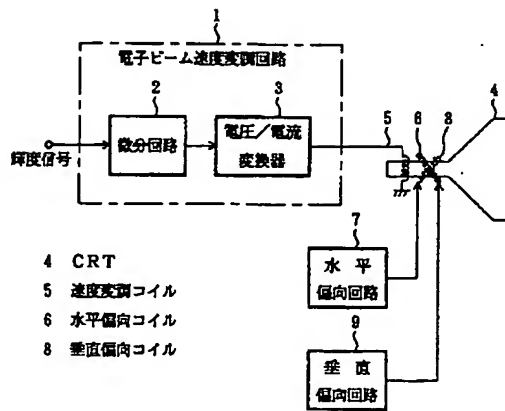 1
電子ビーム速度変調回路
2
3
4
微分回路
電圧/電流
変換器
5
6
8
輝度信号
7
水平
偏向回路
4 CRT
5 速度変調コイル
6 水平偏向コイル
8 垂直偏向コイル
9
垂直
偏向回路